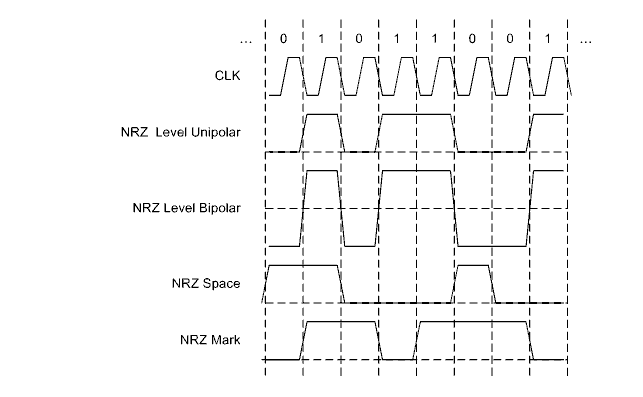 ... 0 1 0 1 1 0 0 1 ...
CLK
NRZ Level Unipolar
NRZ Level Bipolar
NRZ Space
NRZ Mark